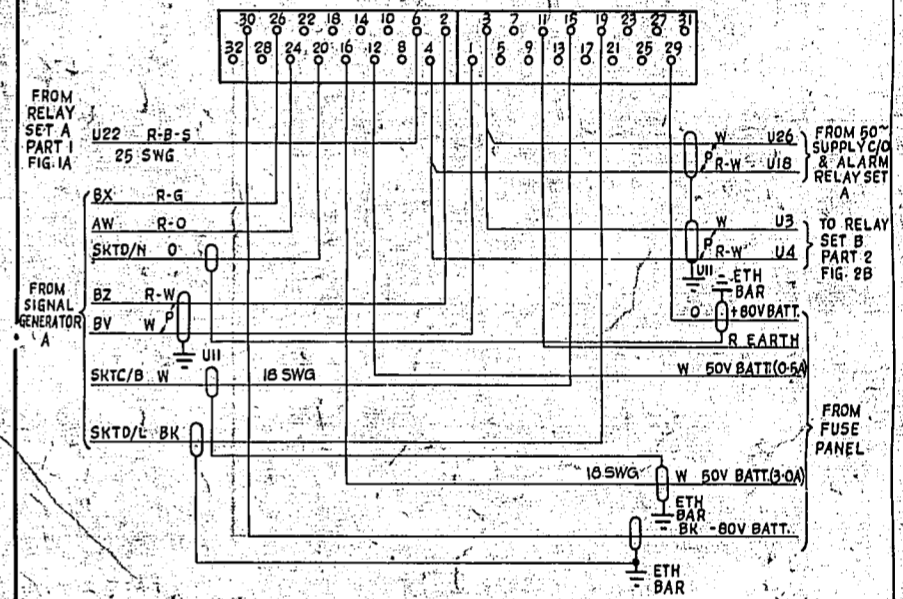 30 26 22 18 14 10 6 2 3 7 11 15 19 23 27 31
32 28 24 20 16 12 8 4 1 5 9 13 17 21 25 29
FROM
RELAY
SET A
PART 1
FIG.1A
U22 R-B-S
25 SWG
BX R-G
AW R-O
SKTD/N O
FROM
SIGNAL
GENERATOR
A
BZ R-W
P
BV W
U11
SKTC/B W 18 SWG
SKTD/L BK
W U26
P
R-W U18
FROM 50~
SUPPLY C/O
& ALARM
RELAY SET
A
W U3
P
R-W U4
U11
TO RELAY
SET B
PART 2
FIG. 2B
ETH
BAR
O +80V BATT.
R EARTH
W 50V BATT.(0.5A)
FROM
FUSE
PANEL
18 SWG W 50V BATT.(3.0A)
ETH
BAR
BK -80V BATT.
ETH
BAR